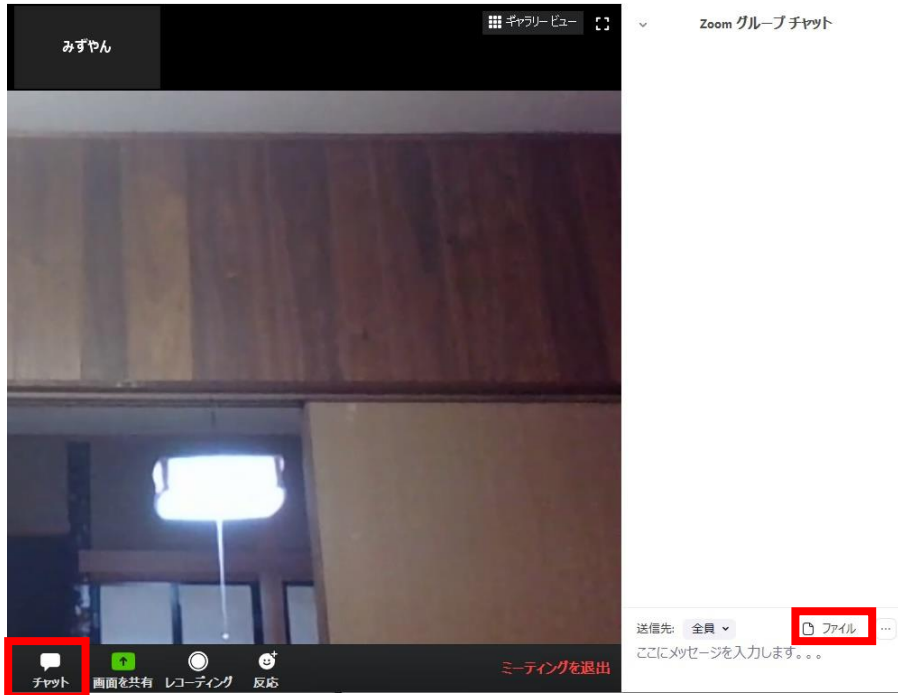 みずやん
ギャラリー ビュー
Zoom グループ チャット
送信先: 全員
ファイル
...
ここにメッセージを入力します。。。
チャット
画面を共有
レコーディング
反応
ミーティングを退出